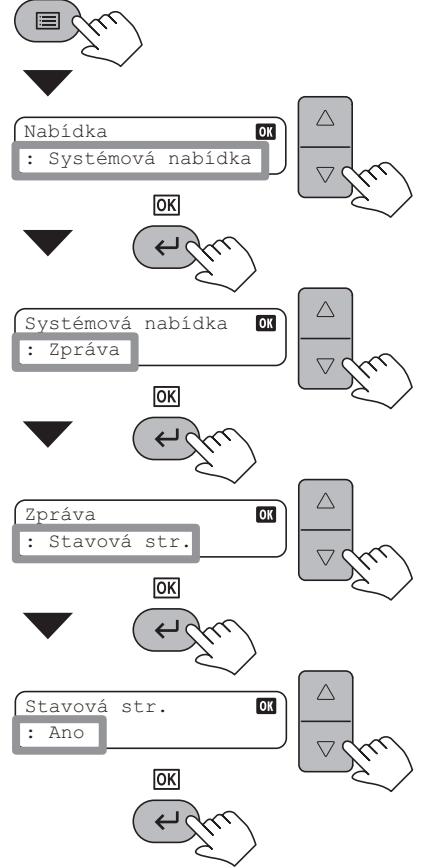 Nabídka OK
: Systémová nabídka
OK
Systémová nabídka OK
: Zpráva
OK
Zpráva OK
: Stavová str.
OK
Stavová str. OK
: Ano
OK